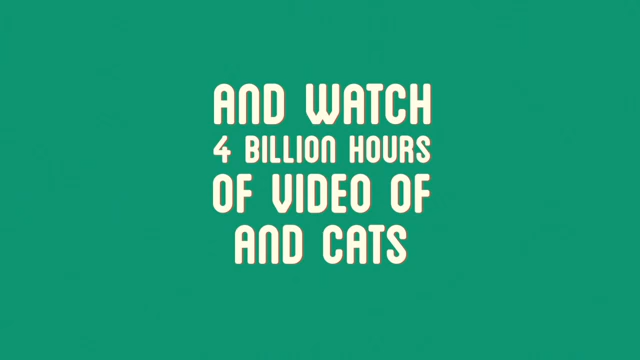 AND WATCH
4 BILLION HOURS
OF VIDEO OF
AND CATS